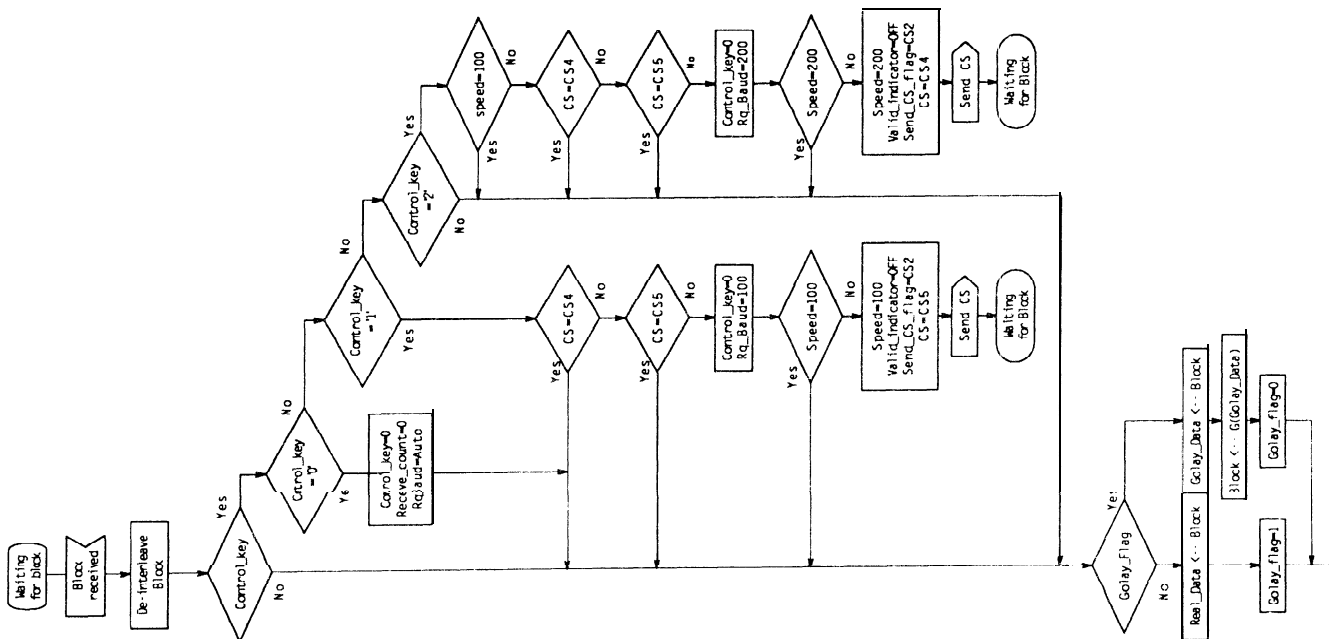 Waiting
for block
Block
received
De-interleave
Block
Control_key
Yes
No
Control_key
='0'
No
Yes
Control_key=0
Receive_count=0
Rq_Baud=Auto
Control_key
='1'
No
Yes
CS=CS4
Yes
No
CS=CS5
Yes
No
Control_key=0
Rq_Baud=100
Speed=100
Yes
No
Speed=100
Valid_indicator=OFF
Send_CS_flag=CS2
CS=CS5
Send CS
Waiting
for Block
Control_key
='2'
Yes
No
speed=100
Yes
No
CS=CS4
Yes
No
CS=CS5
Yes
No
Control_key=0
Rq_Baud=200
Speed=200
Yes
No
Speed=200
Valid_indicator=OFF
Send_CS_flag=CS2
CS=CS4
Send CS
Waiting
for Block
Golay_Flag
Yes
No
Real_Data <-- Block
Golay_flag=1
Golay_Data <-- Block
Block <-- G(Golay_Data)
Golay_flag=0